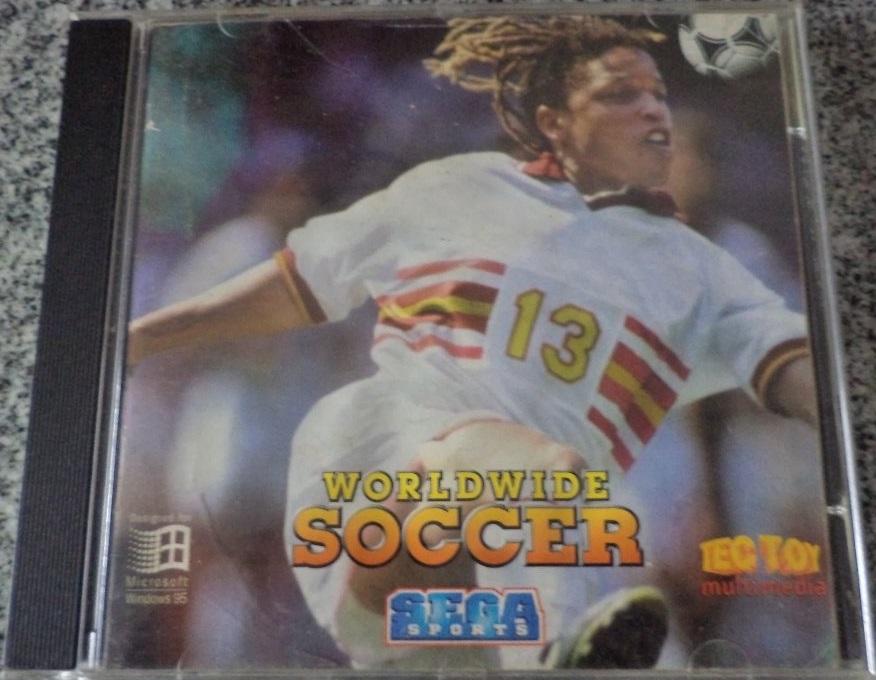 13
WORLDWIDE
SOCCER
Designed for
Microsoft
Windows 95
SEGA
SPORTS
TEC TOY
multimedia